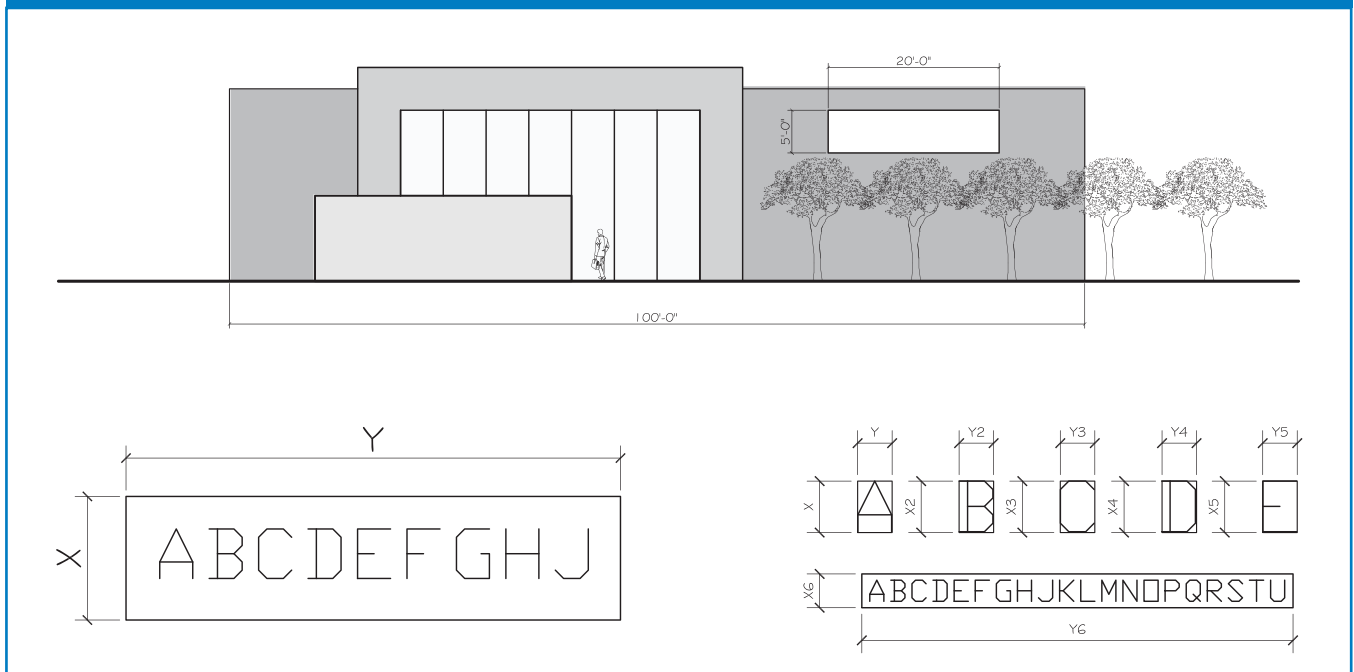 20'-0"
5'-0"
100'-0"
Y
X
ABCDEFGHJ
Y Y2 Y3 Y4 Y5
X A X2 B X3 O X4 D X5 E
X6 ABCDEFGHJKLMNOPQRSTU
Y6